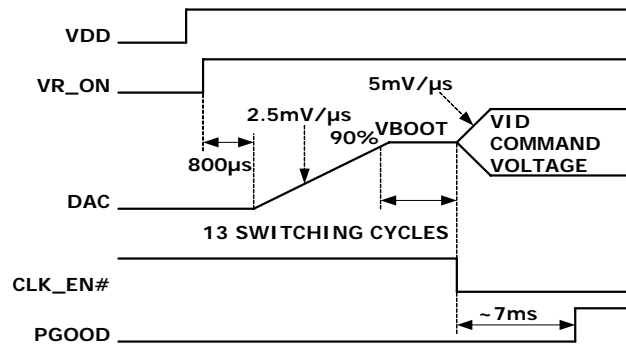 VDD
VR_ON
5mV/µs
2.5mV/µs
90%
VBOOT
VID
COMMAND
VOLTAGE
800µs
DAC
13 SWITCHING CYCLES
CLK_EN#
~7ms
PGOOD